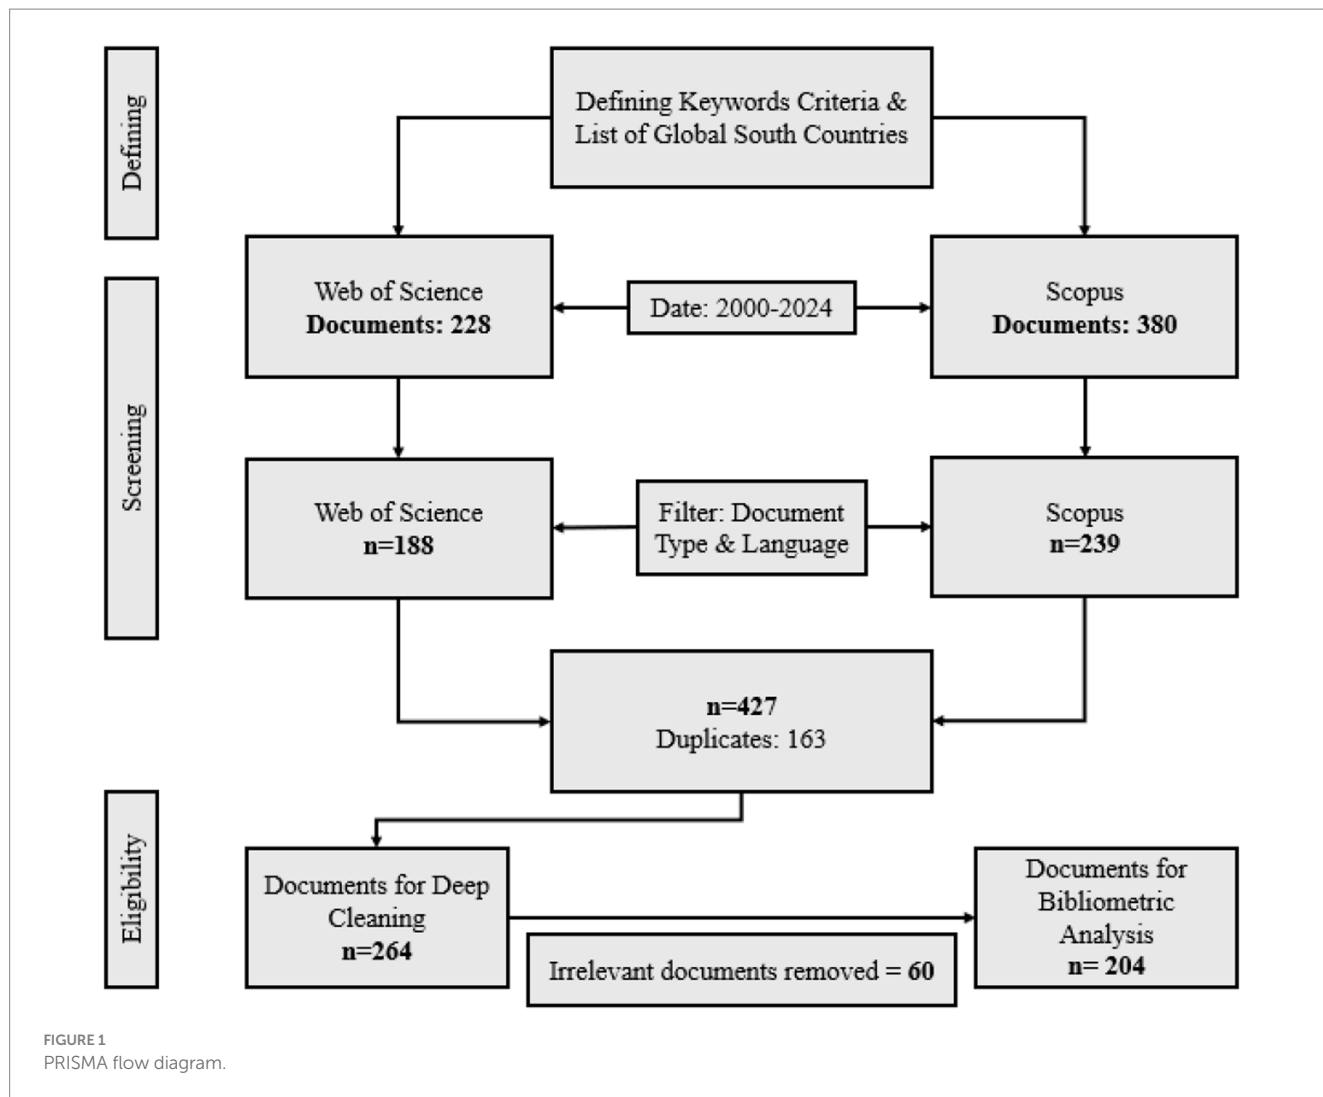 Defining
Defining Keywords Criteria &
List of Global South Countries
Screening
Web of Science
Documents: 228
Date: 2000-2024
Scopus
Documents: 380
Web of Science
n=188
Filter: Document
Type & Language
Scopus
n=239
n=427
Duplicates: 163
Eligibility
Documents for Deep
Cleaning
n=264
Irrelevant documents removed = 60
Documents for
Bibliometric
Analysis
n= 204
FIGURE 1
PRISMA flow diagram.